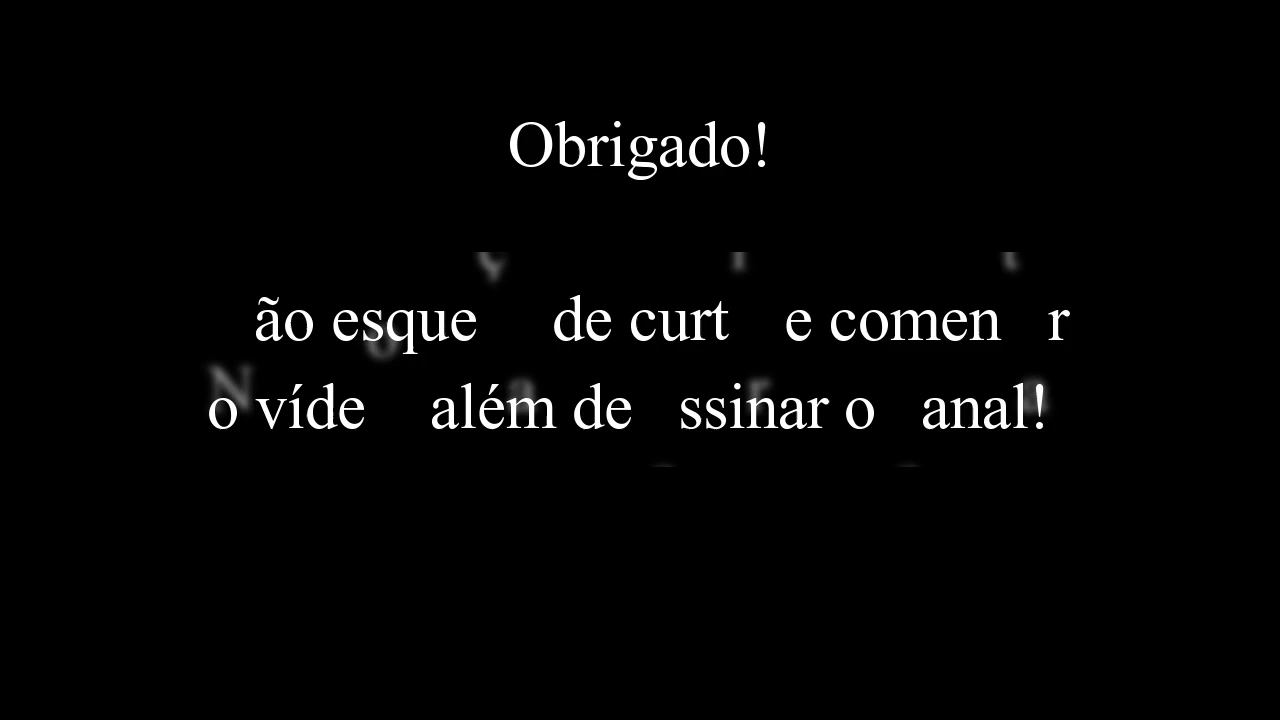 Obrigado!
ão esque de curt e comen r
o víde além de ssinar o anal!